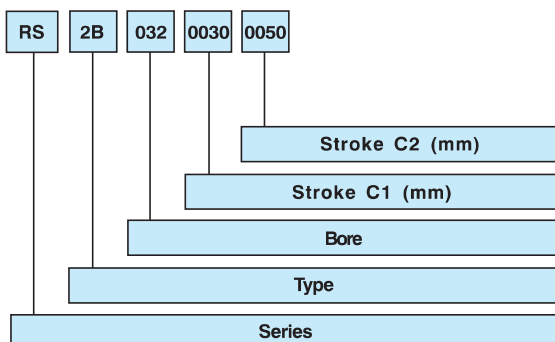 RS 2B 032 0030 0050
Stroke C2 (mm)
Stroke C1 (mm)
Bore
Type
Series